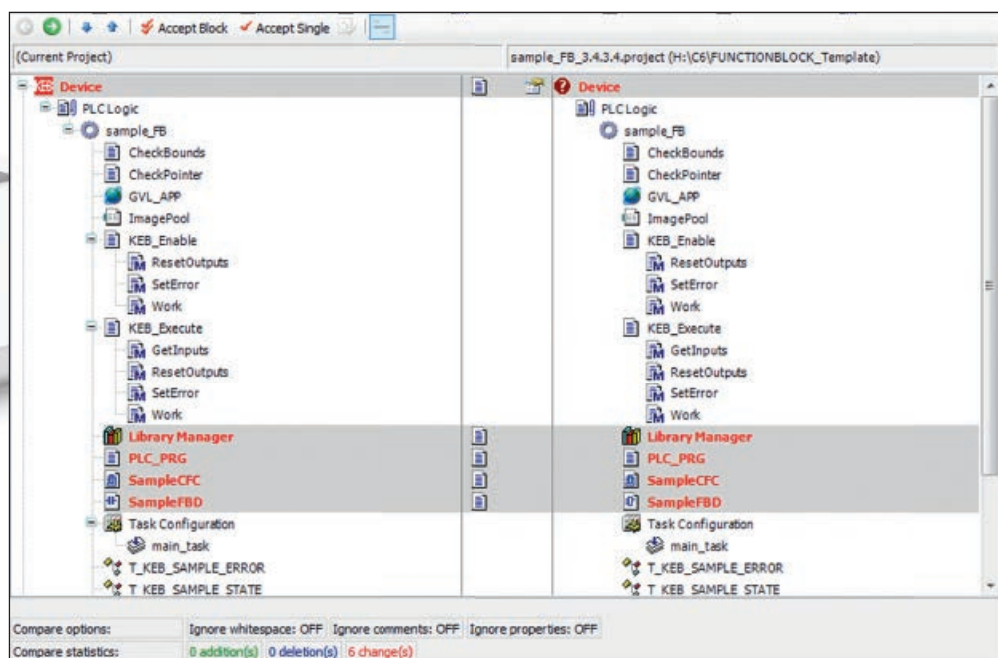 Accept Block Accept Single
(Current Project) sample_FB_3.4.3.4.project (H:\C6\FUNCTIONBLOCK_Template)
KEB Device Device
PLC Logic PLC Logic
sample_FB sample_FB
CheckBounds CheckBounds
CheckPointer CheckPointer
GVL_APP GVL_APP
ImagePool ImagePool
KEB_Enable KEB_Enable
ResetOutputs ResetOutputs
SetError SetError
Work Work
KEB_Execute KEB_Execute
GetInputs GetInputs
ResetOutputs ResetOutputs
SetError SetError
Work Work
Library Manager Library Manager
PLC_PRG PLC_PRG
SampleCFC SampleCFC
SampleFBD SampleFBD
Task Configuration Task Configuration
main_task main_task
T_KEB_SAMPLE_ERROR T_KEB_SAMPLE_ERROR
T_KEB_SAMPLE_STATE T_KEB_SAMPLE_STATE
Compare options: Ignore whitespace: OFF Ignore comments: OFF Ignore properties: OFF
Compare statistics: 0 addition(s) 0 deletion(s) 6 change(s)